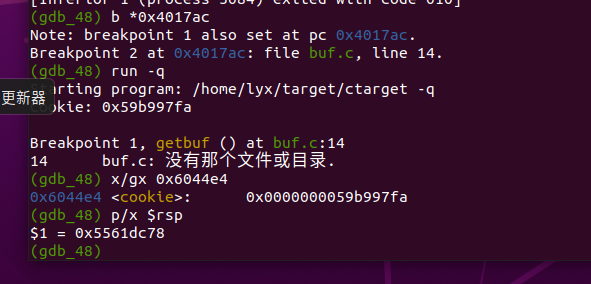 [Inferior 1 (process 3084) exited with code 010]
(gdb_48) b *0x4017ac
Note: breakpoint 1 also set at pc 0x4017ac.
Breakpoint 2 at 0x4017ac: file buf.c, line 14.
(gdb_48) run -q
arting program: /home/lyx/target/ctarget -q
更新器
ookie: 0x59b997fa
Breakpoint 1, getbuf () at buf.c:14
14 buf.c: 没有那个文件或目录.
(gdb_48) x/gx 0x6044e4
0x6044e4 <cookie>: 0x0000000059b997fa
(gdb_48) p/x $rsp
$1 = 0x5561dc78
(gdb_48)